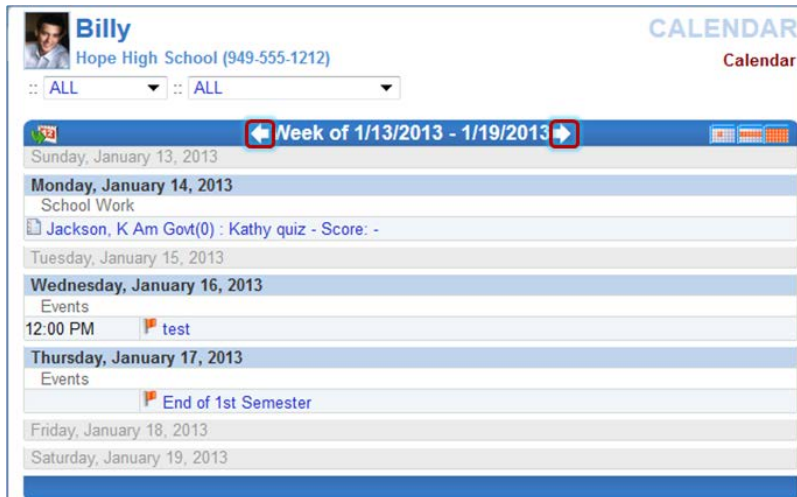 Billy
CALENDAR
Hope High School (949-555-1212)
Calendar
:: ALL :: ALL
Week of 1/13/2013 - 1/19/2013
Sunday, January 13, 2013
Monday, January 14, 2013
School Work
Jackson, K Am Govt(0) : Kathy quiz - Score: -
Tuesday, January 15, 2013
Wednesday, January 16, 2013
Events
12:00 PM test
Thursday, January 17, 2013
Events
End of 1st Semester
Friday, January 18, 2013
Saturday, January 19, 2013